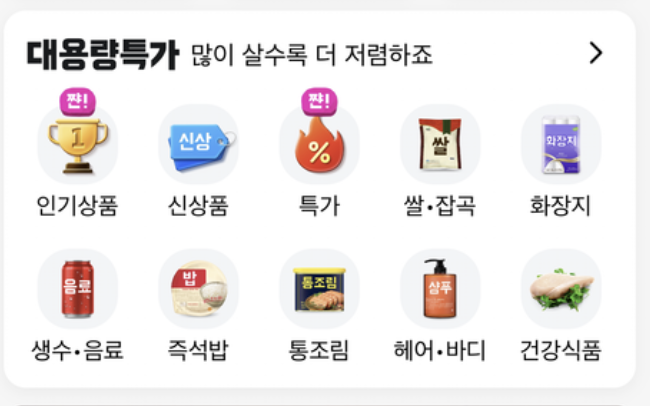 대용량특가 많이 살수록 더 저렴하죠
쨘! 쨘!
1 신상 % 쌀 화장지
인기상품 신상품 특가 쌀•잡곡 화장지
음료 밥 통조림 샴푸
생수•음료 즉석밥 통조림 헤어•바디 건강식품